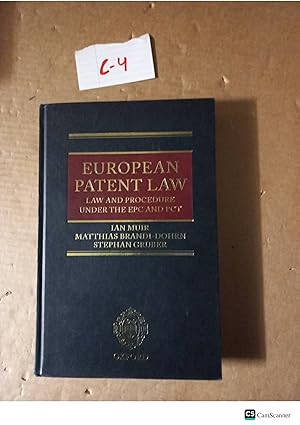 C-4
EUROPEAN
PATENT LAW
LAW AND PROCEDURE
UNDER THE EPC AND PCT
IAN MUIR
MATTHIAS BRANDI-DOHRN
STEPHAN GRUBER
OXFORD
CS CamScanner